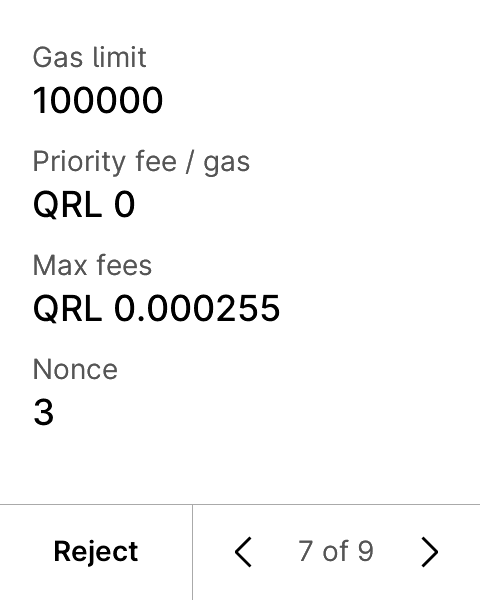 Gas limit
100000
Priority fee / gas
QRL 0
Max fees
QRL 0.000255
Nonce
3
Reject
7 of 9